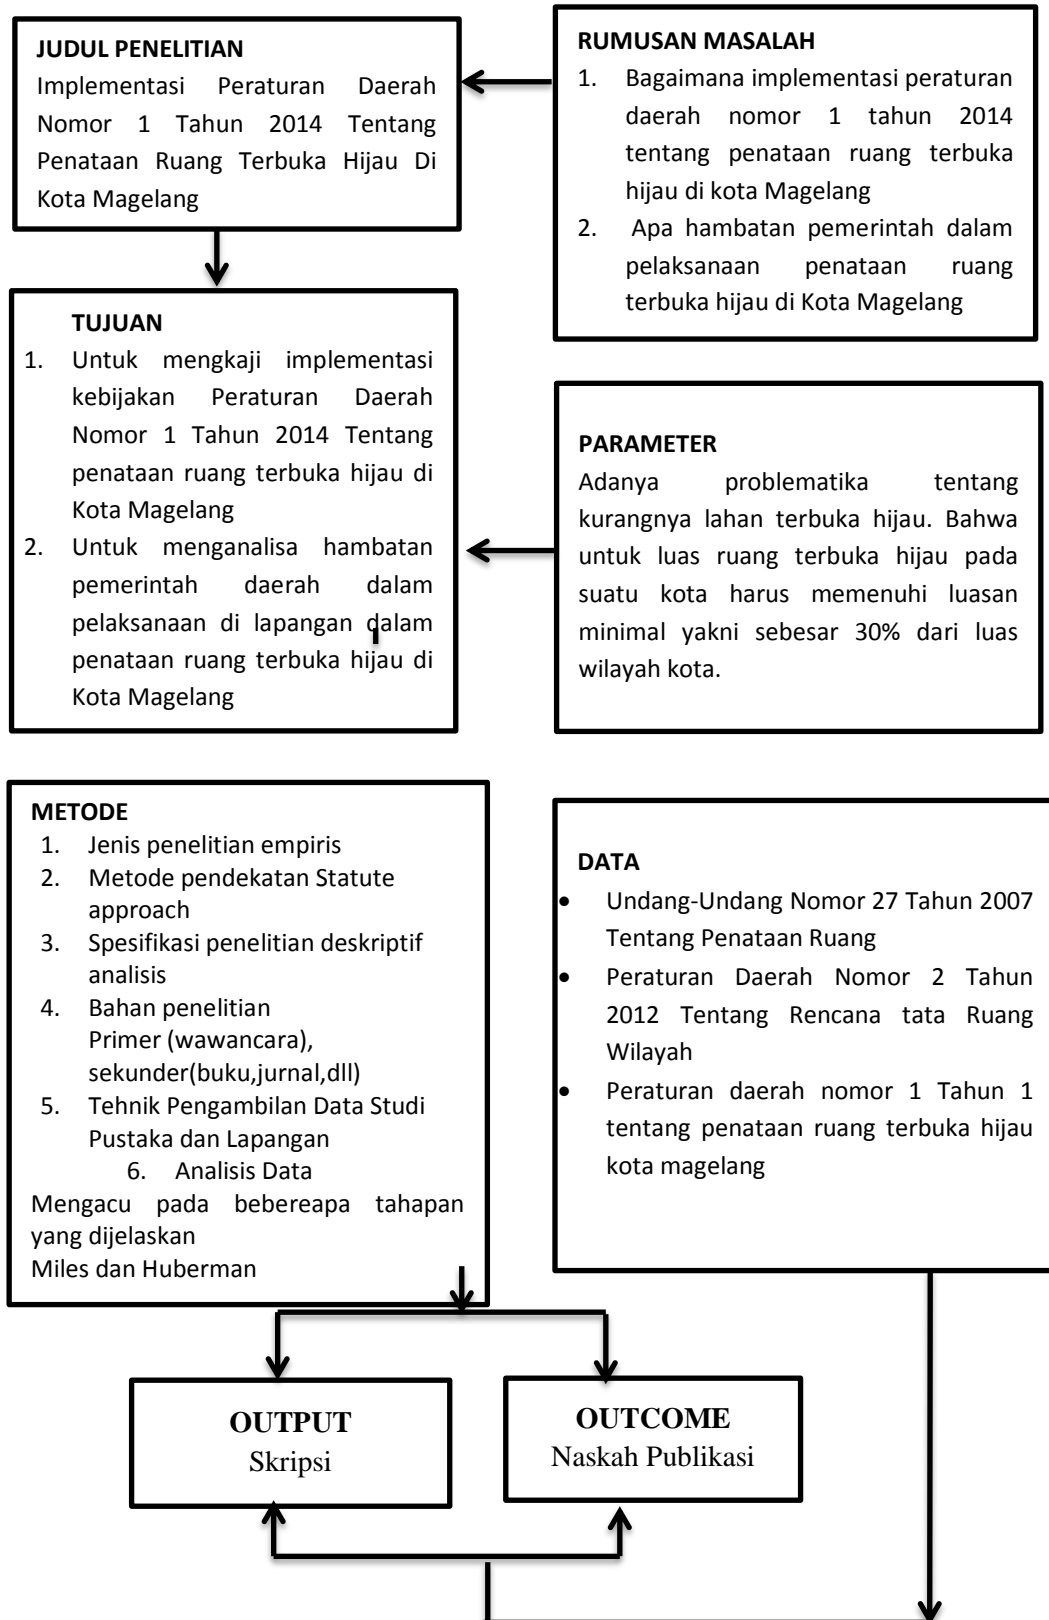 JUDUL PENELITIAN
Implementasi Peraturan Daerah
Nomor 1 Tahun 2014 Tentang
Penataan Ruang Terbuka Hijau Di
Kota Magelang
RUMUSAN MASALAH
1. Bagaimana implementasi peraturan
daerah nomor 1 tahun 2014
tentang penataan ruang terbuka
hijau di kota Magelang
2. Apa hambatan pemerintah dalam
pelaksanaan penataan ruang
terbuka hijau di Kota Magelang
TUJUAN
1. Untuk mengkaji implementasi
kebijakan Peraturan Daerah
Nomor 1 Tahun 2014 Tentang
penataan ruang terbuka hijau di
Kota Magelang
2. Untuk menganalisa hambatan
pemerintah daerah dalam
pelaksanaan di lapangan dalam
penataan ruang terbuka hijau di
Kota Magelang
PARAMETER
Adanya problematika tentang
kurangnya lahan terbuka hijau. Bahwa
untuk luas ruang terbuka hijau pada
suatu kota harus memenuhi luasan
minimal yakni sebesar 30% dari luas
wilayah kota.
METODE
1. Jenis penelitian empiris
2. Metode pendekatan Statute
approach
3. Spesifikasi penelitian deskriptif
analisis
4. Bahan penelitian
Primer (wawancara),
sekunder(buku,jurnal,dll)
5. Tehnik Pengambilan Data Studi
Pustaka dan Lapangan
6. Analisis Data
Mengacu pada bebereapa tahapan
yang dijelaskan
Miles dan Huberman
DATA
• Undang-Undang Nomor 27 Tahun 2007
Tentang Penataan Ruang
• Peraturan Daerah Nomor 2 Tahun
2012 Tentang Rencana tata Ruang
Wilayah
• Peraturan daerah nomor 1 Tahun 1
tentang penataan ruang terbuka hijau
kota magelang
OUTPUT
Skripsi
OUTCOME
Naskah Publikasi